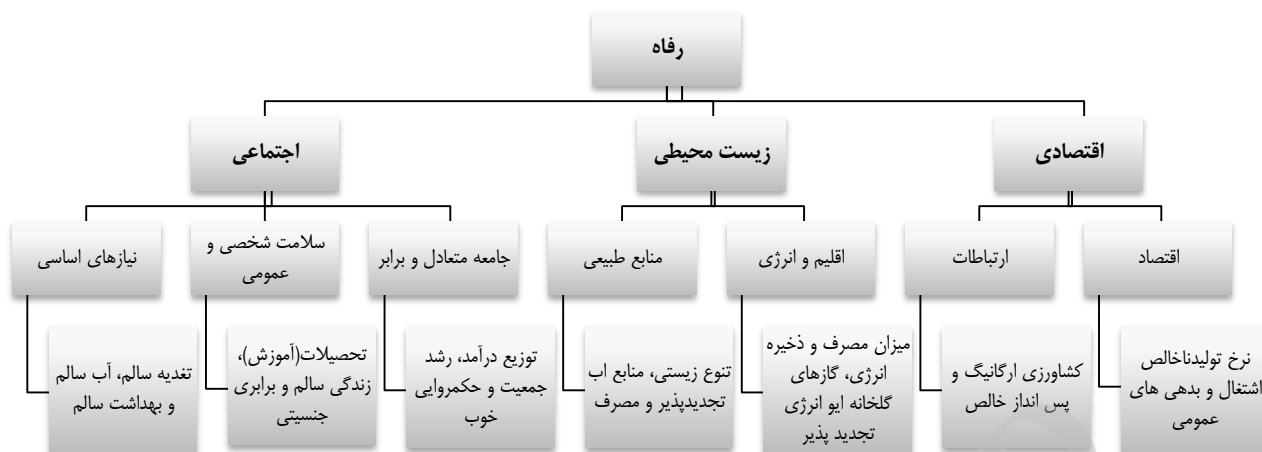 رفاه
اقتصادی
زیست محیطی
اجتماعی
اقتصاد
ارتباطات
اقلیم و انرژی
منابع طبیعی
جامعه متعادل و برابر
سلامت شخصی و
عمومی
نیازهای اساسی
نرخ تولیدناخالص
اشتغال و بدهی های
عمومی
کشاورزی ارگانیگ و
پس انداز خالص
میزان مصرف و ذخیره
انرژی، گازهای
گلخانه ایو انرژی
تجدید پذیر
تنوع زیستی، منابع اب
تجدیدپذیر و مصرف
توزیع درآمد، رشد
جمعیت و حکمروایی
خوب
تحصیلات(آموزش)،
زندگی سالم و برابری
جنسیتی
تغدیه سالم، آب سالم
و بهداشت سالم